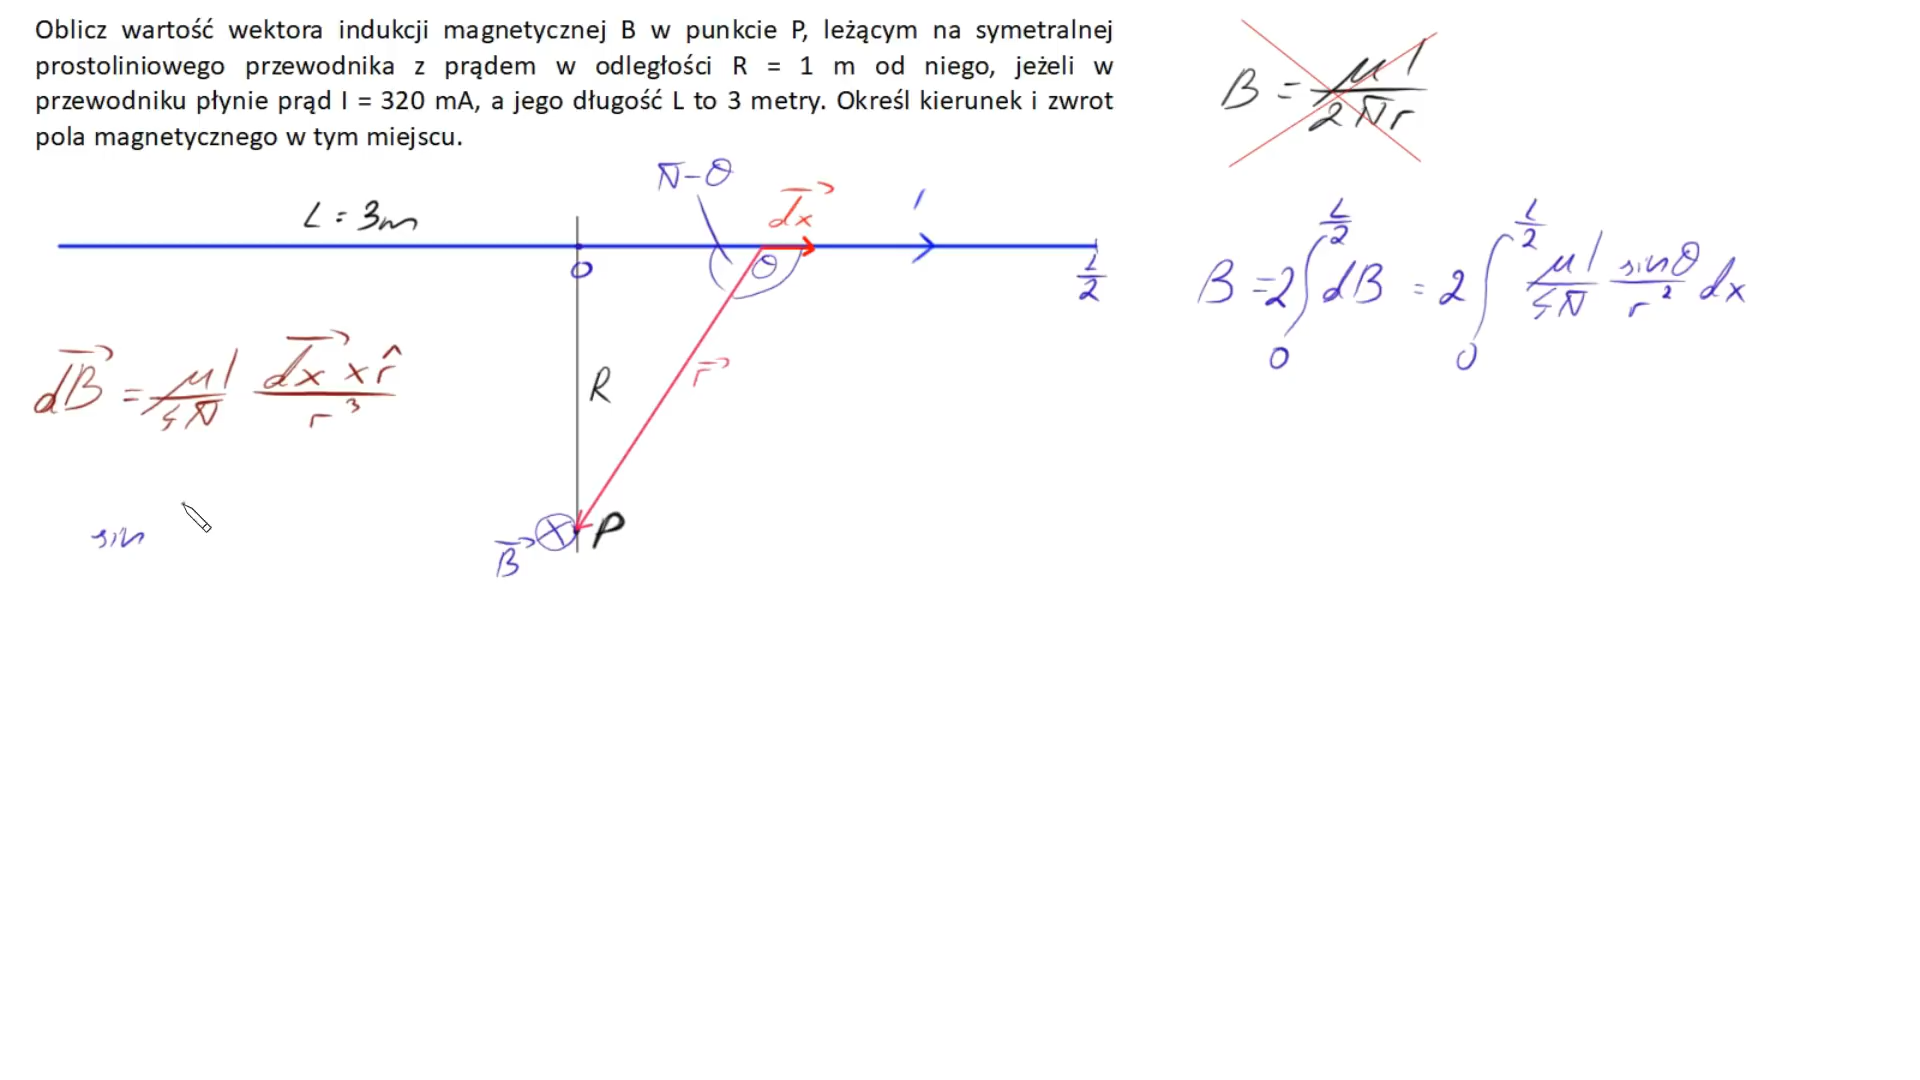 Oblicz wartość wektora indukcji magnetycznej B w punkcie P, leżącym na symetralnej
prostoliniowego przewodnika z prądem w odległości R = 1 m od niego, jeżeli w
przewodniku płynie prąd I = 320 mA, a jego długość L to 3 metry. Określ kierunek i zwrot
pola magnetycznego w tym miejscu.
B = μI / 2πr
π-θ
L = 3m
dx→
I
0
θ
L/2
B = 2∫₀^(L/2) dB = 2∫₀^(L/2) μI/4π sinθ/r² dx
dB→ = μI/4π dx→ × r̂ / r³
R
r→
sin
B→
P